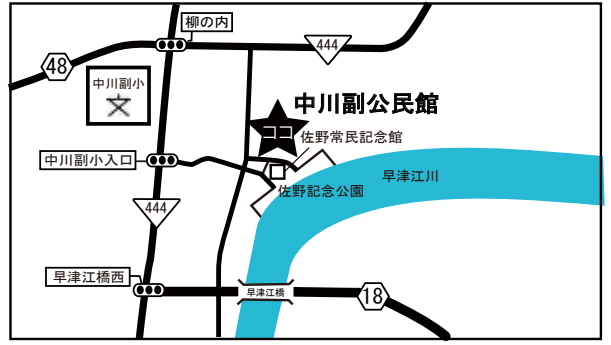 柳の内
444
48
中川副小
文
中川副公民館
ココ
佐野常民記念館
中川副小入口
早津江川
佐野記念公園
444
早津江橋西
早津江橋
18